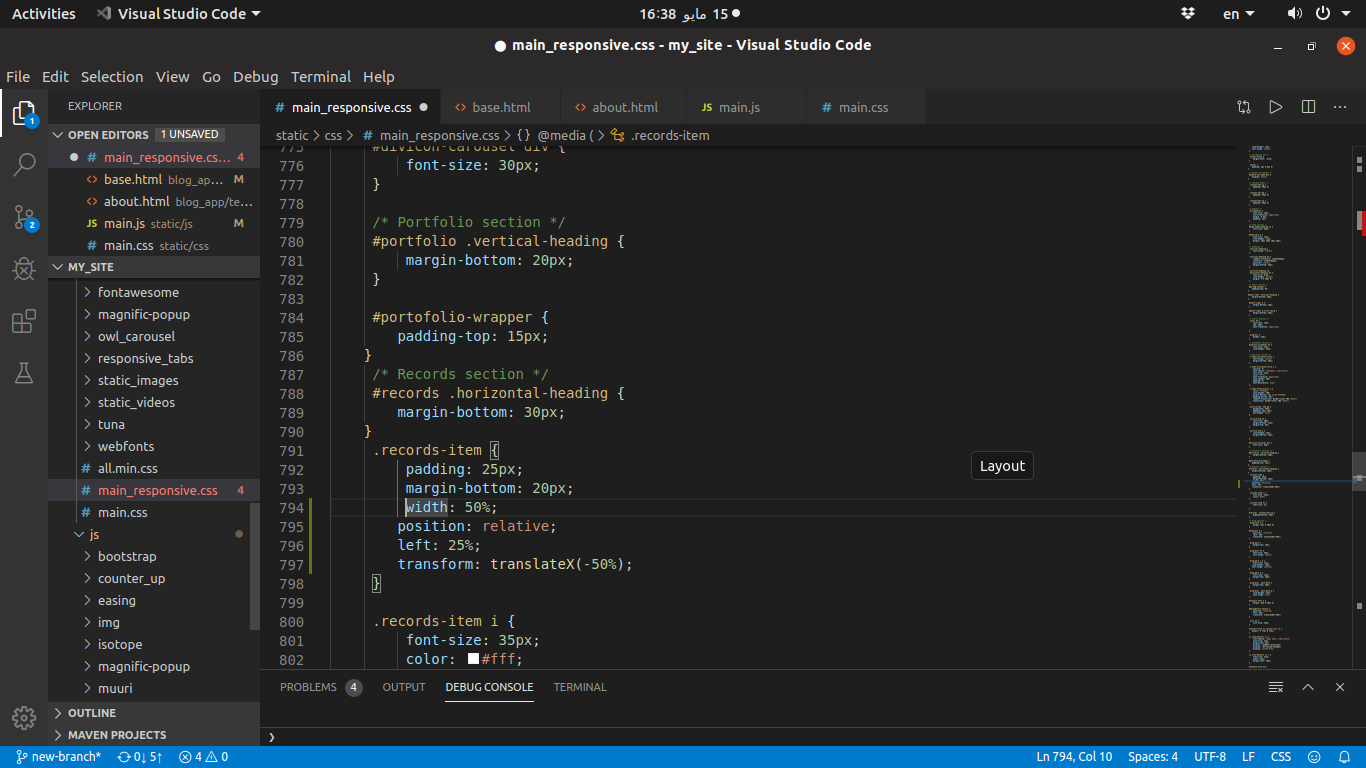 Activities Visual Studio Code 16:38 مايو 15 en
main_responsive.css - my_site - Visual Studio Code
File Edit Selection View Go Debug Terminal Help
EXPLORER
OPEN EDITORS 1 UNSAVED
# main_responsive.cs... 4
<> base.html blog_ap... M
<> about.html blog_app/te...
JS main.js static/js M
# main.css static/css
MY_SITE
fontawesome
magnific-popup
owl_carousel
responsive_tabs
static_images
static_videos
tuna
webfonts
# all.min.css
# main_responsive.css 4
# main.css
js
bootstrap
counter_up
easing
img
isotope
magnific-popup
muuri
OUTLINE
MAVEN PROJECTS
1
2
# main_responsive.css <> base.html <> about.html JS main.js # main.css
static > css > # main_responsive.css > {} @media ( > .records-item
775 #divicon-carousel div {
776 font-size: 30px;
777 }
778
779 /* Portfolio section */
780 #portfolio .vertical-heading {
781 margin-bottom: 20px;
782 }
783
784 #portofolio-wrapper {
785 padding-top: 15px;
786 }
787 /* Records section */
788 #records .horizontal-heading {
789 margin-bottom: 30px;
790 }
791 .records-item {
792 padding: 25px;
793 margin-bottom: 20px;
794 width: 50%;
795 position: relative;
796 left: 25%;
797 transform: translateX(-50%);
798 }
799
800 .records-item i {
801 font-size: 35px;
802 color: #fff;
Layout
PROBLEMS 4 OUTPUT DEBUG CONSOLE TERMINAL
new-branch* 0↓ 5↑ 4 0 Ln 794, Col 10 Spaces: 4 UTF-8 LF CSS